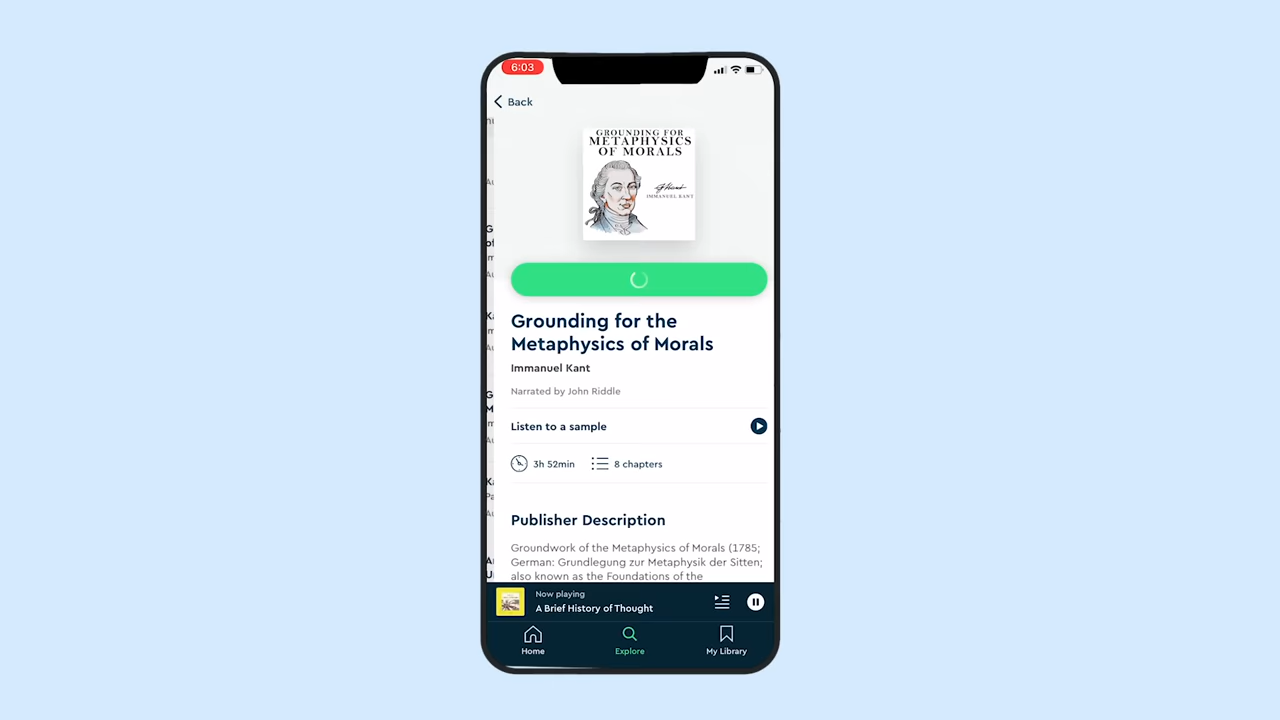 6:03
Back
GROUNDING FOR
METAPHYSICS
OF MORALS
IMMANUEL KANT
Grounding for the
Metaphysics of Morals
Immanuel Kant
Narrated by John Riddle
Listen to a sample
3h 52min
8 chapters
Publisher Description
Groundwork of the Metaphysics of Morals (1785;
German: Grundlegung zur Metaphysik der Sitten;
also known as the Foundations of the
Now playing
A Brief History of Thought
Home
Explore
My Library